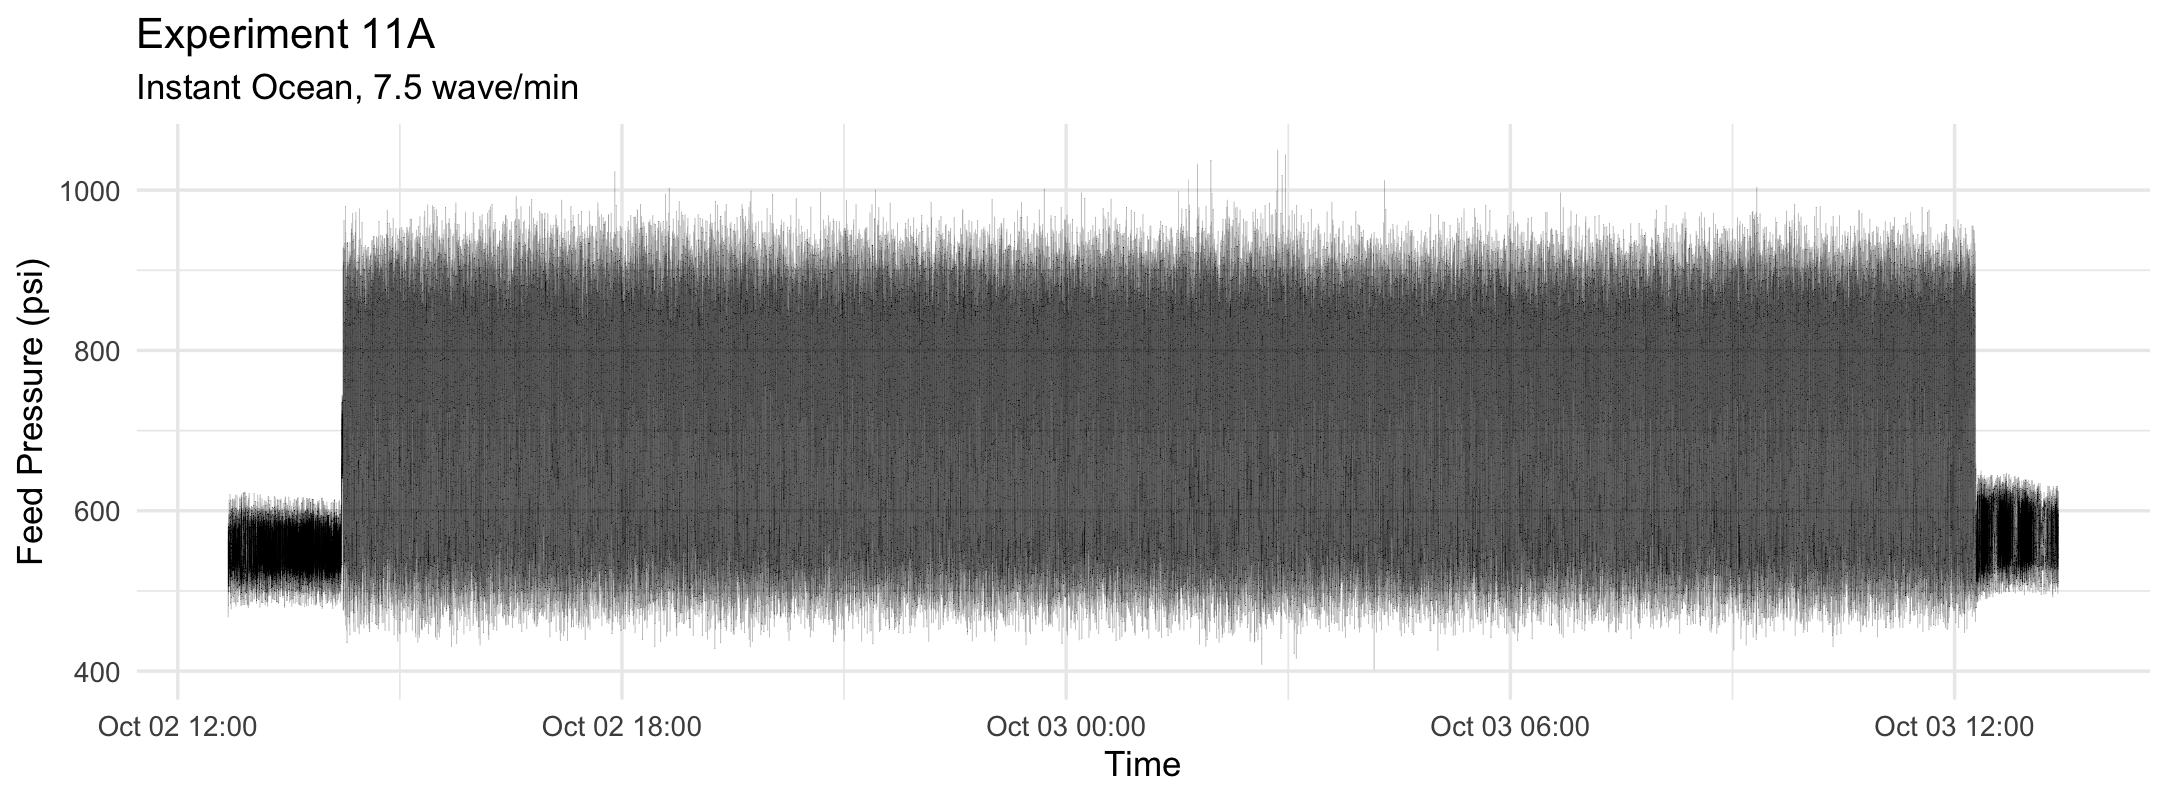 Experiment 11A
Instant Ocean, 7.5 wave/min
Feed Pressure (psi)
1000
800
600
400
Oct 02 12:00 Oct 02 18:00 Oct 03 00:00 Oct 03 06:00 Oct 03 12:00
Time